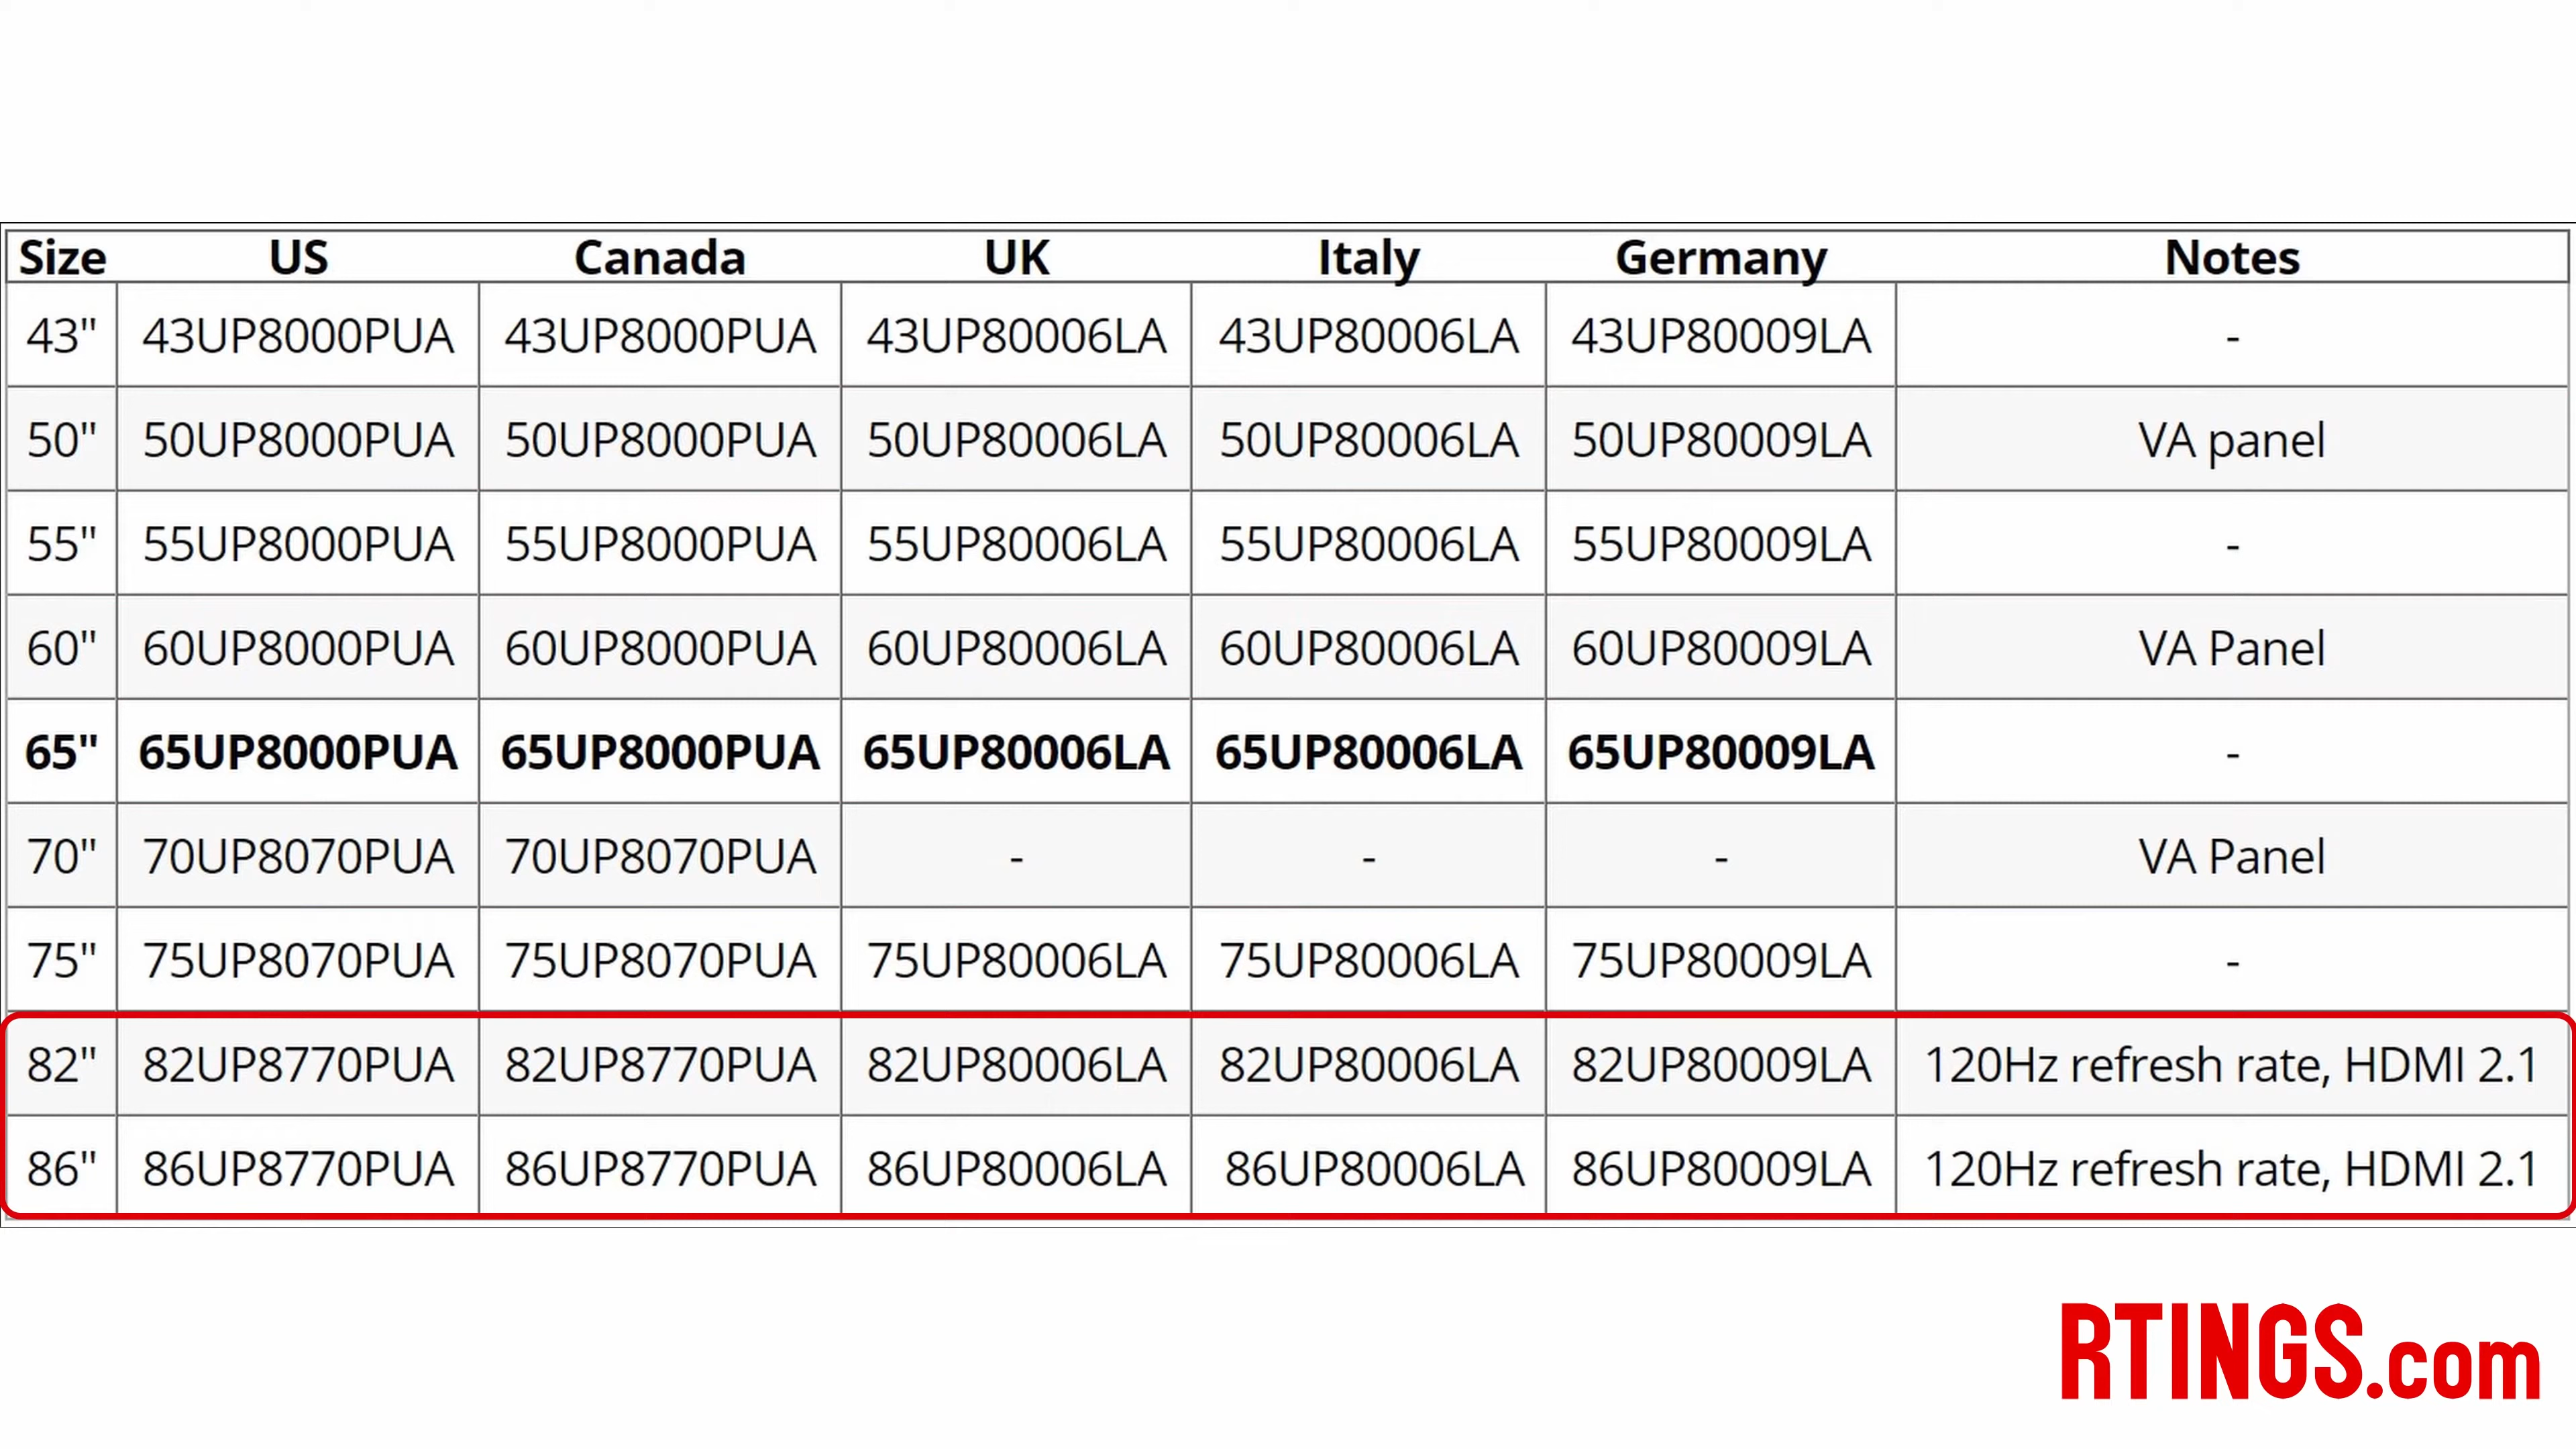 Size US Canada UK Italy Germany Notes
43" 43UP8000PUA 43UP8000PUA 43UP80006LA 43UP80006LA 43UP80009LA -
50" 50UP8000PUA 50UP8000PUA 50UP80006LA 50UP80006LA 50UP80009LA VA panel
55" 55UP8000PUA 55UP8000PUA 55UP80006LA 55UP80006LA 55UP80009LA -
60" 60UP8000PUA 60UP8000PUA 60UP80006LA 60UP80006LA 60UP80009LA VA Panel
65" 65UP8000PUA 65UP8000PUA 65UP80006LA 65UP80006LA 65UP80009LA -
70" 70UP8070PUA 70UP8070PUA - - - VA Panel
75" 75UP8070PUA 75UP8070PUA 75UP80006LA 75UP80006LA 75UP80009LA -
82" 82UP8770PUA 82UP8770PUA 82UP80006LA 82UP80006LA 82UP80009LA 120Hz refresh rate, HDMI 2.1
86" 86UP8770PUA 86UP8770PUA 86UP80006LA 86UP80006LA 86UP80009LA 120Hz refresh rate, HDMI 2.1
RTINGS.com